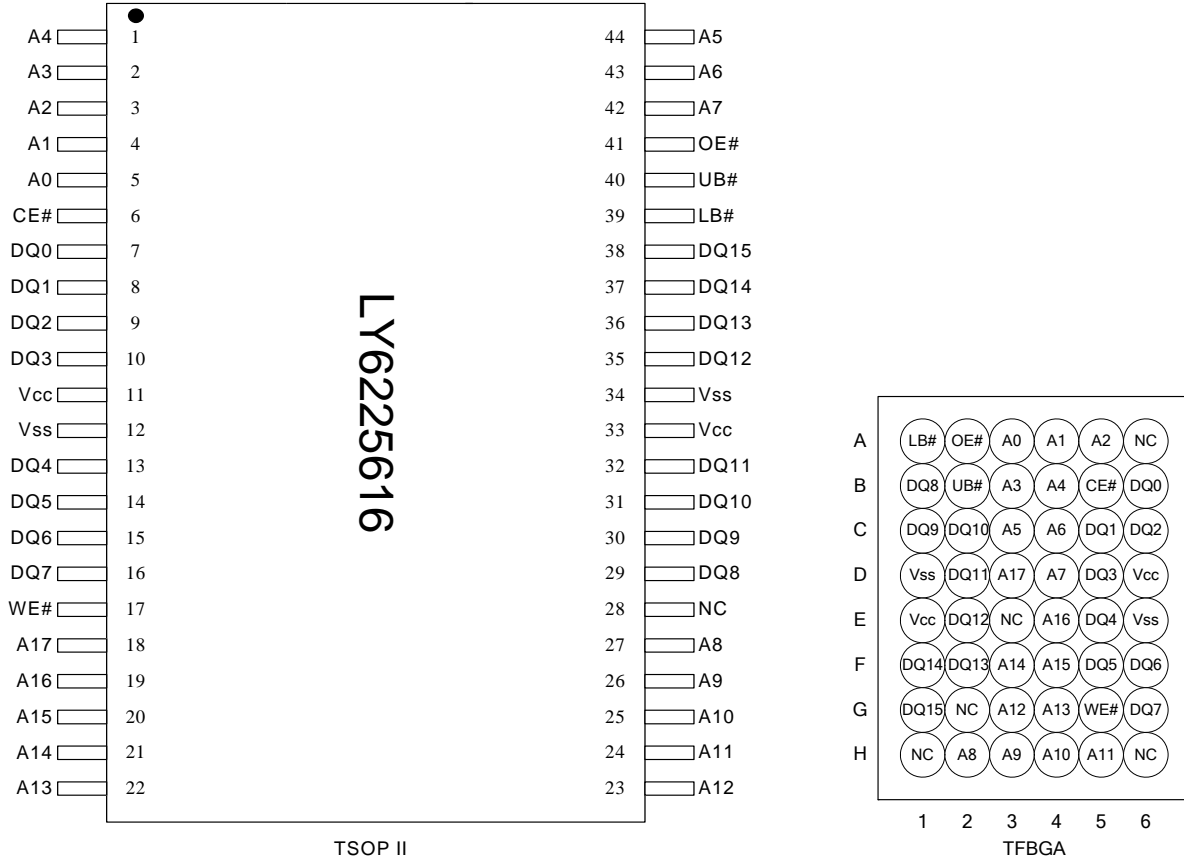 A4 1 44 A5
A3 2 43 A6
A2 3 42 A7
A1 4 41 OE#
A0 5 40 UB#
CE# 6 39 LB#
DQ0 7 38 DQ15
DQ1 8 37 DQ14
DQ2 9 36 DQ13
DQ3 10 35 DQ12
Vcc 11 34 Vss
Vss 12 33 Vcc
DQ4 13 32 DQ11
DQ5 14 31 DQ10
DQ6 15 30 DQ9
DQ7 16 29 DQ8
WE# 17 28 NC
A17 18 27 A8
A16 19 26 A9
A15 20 25 A10
A14 21 24 A11
A13 22 23 A12
LY6225616
TSOP II
A LB# OE# A0 A1 A2 NC
B DQ8 UB# A3 A4 CE# DQ0
C DQ9 DQ10 A5 A6 DQ1 DQ2
D Vss DQ11 A17 A7 DQ3 Vcc
E Vcc DQ12 NC A16 DQ4 Vss
F DQ14 DQ13 A14 A15 DQ5 DQ6
G DQ15 NC A12 A13 WE# DQ7
H NC A8 A9 A10 A11 NC
1 2 3 4 5 6
TFBGA